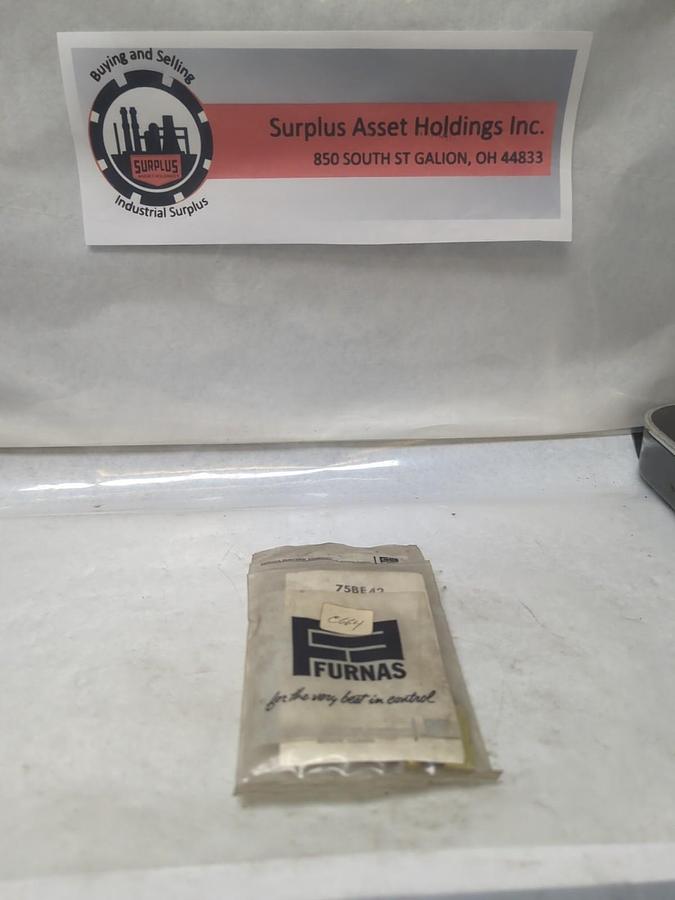 Buying and Selling
SURPLUS
Industrial Surplus
Surplus Asset Holdings Inc.
850 SOUTH ST GALION, OH 44833
75BE42
FURNAS
for the very best in control